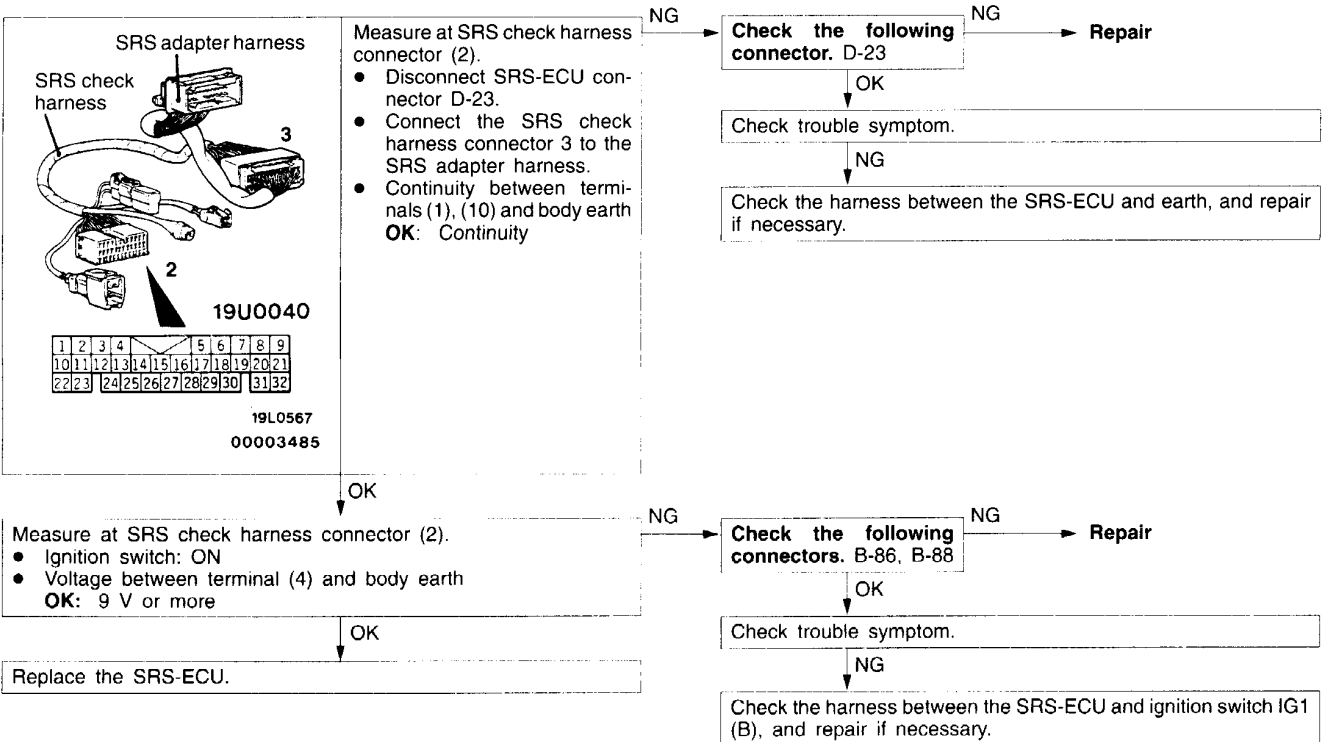 SRS adapter harness
SRS check
harness
3
2
19U0040
1 2 3 4 5 6 7 8 9
10 11 12 13 14 15 16 17 18 19 20 21
22 23 24 25 26 27 28 29 30 31 32
19L0567
00003485
Measure at SRS check harness
connector (2).
● Disconnect SRS-ECU con-
nector D-23.
● Connect the SRS check
harness connector 3 to the
SRS adapter harness.
● Continuity between termi-
nals (1), (10) and body earth
OK: Continuity
NG
Check the following
connector. D-23
NG
Repair
OK
Check trouble symptom.
NG
Check the harness between the SRS-ECU and earth, and repair
if necessary.
OK
Measure at SRS check harness connector (2).
● Ignition switch: ON
● Voltage between terminal (4) and body earth
OK: 9 V or more
NG
Check the following
connectors. B-86, B-88
NG
Repair
OK
Check trouble symptom.
NG
Check the harness between the SRS-ECU and ignition switch IG1
(B), and repair if necessary.
OK
Replace the SRS-ECU.